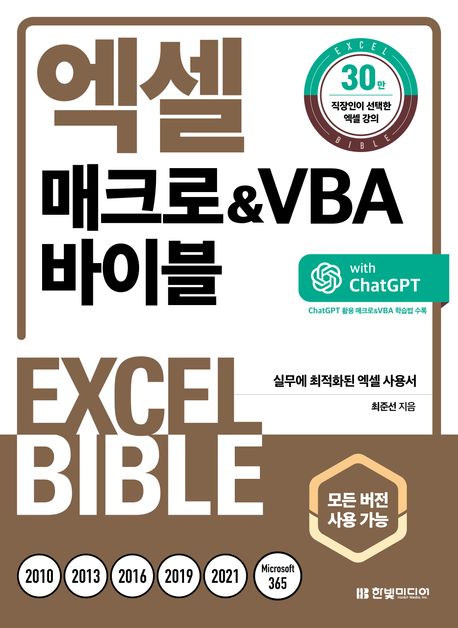 엑셀
매크로&VBA
바이블
EXCEL
30만
직장인이 선택한
엑셀 강의
BIBLE
with
ChatGPT
ChatGPT 활용 매크로&VBA 학습법 수록
실무에 최적화된 엑셀 사용서
최준선 지음
EXCEL
BIBLE
모든 버전
사용 가능
2010
2013
2016
2019
2021
Microsoft
365
한빛미디어
Hanbit Media, Inc.